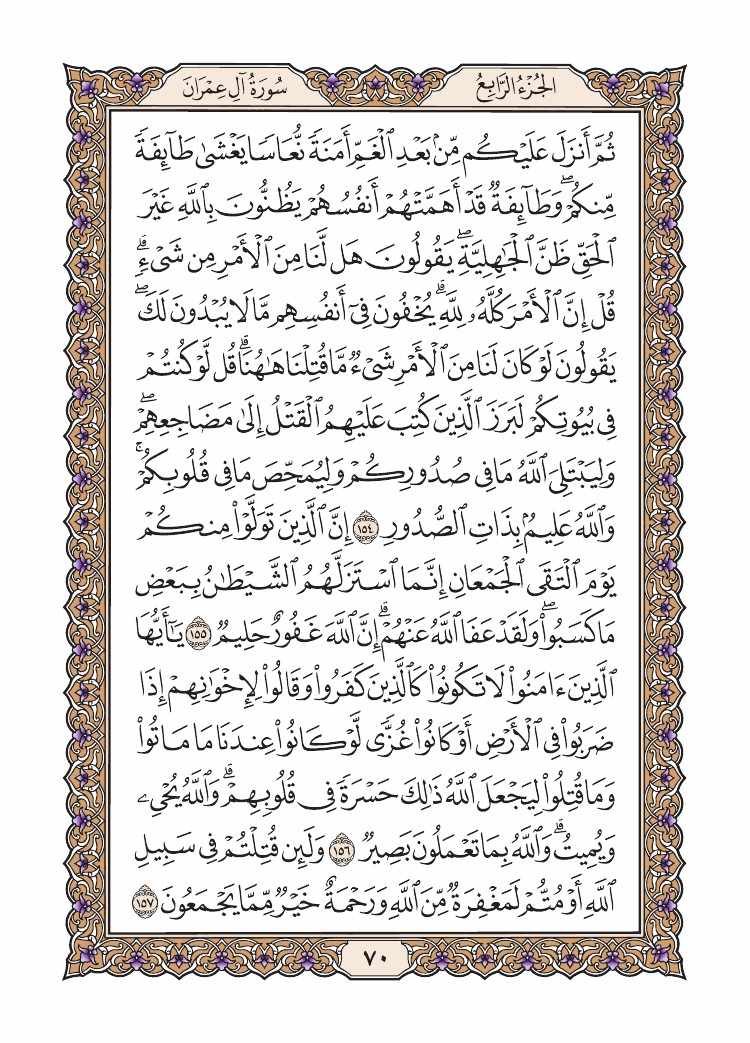 الجُزْءُ الرَّابِعُ
سُورَةُ آلِ عِمْرَانَ
ثُمَّ أَنزَلَ عَلَيْكُم مِّنۢ بَعْدِ ٱلْغَمِّ أَمَنَةً نُّعَاسًا يَغْشَىٰ طَآئِفَةً
مِّنكُمْ ۖ وَطَآئِفَةٌ قَدْ أَهَمَّتْهُمْ أَنفُسُهُمْ يَظُنُّونَ بِٱللَّهِ غَيْرَ
ٱلْحَقِّ ظَنَّ ٱلْجَٰهِلِيَّةِ ۖ يَقُولُونَ هَل لَّنَا مِنَ ٱلْأَمْرِ مِن شَىْءٍ ۗ
قُلْ إِنَّ ٱلْأَمْرَ كُلَّهُۥ لِلَّهِ ۗ يُخْفُونَ فِىٓ أَنفُسِهِم مَّا لَا يُبْدُونَ لَكَ ۖ
يَقُولُونَ لَوْ كَانَ لَنَا مِنَ ٱلْأَمْرِ شَىْءٌ مَّا قُتِلْنَا هَٰهُنَا ۗ قُل لَّوْ كُنتُمْ
فِى بُيُوتِكُمْ لَبَرَزَ ٱلَّذِينَ كُتِبَ عَلَيْهِمُ ٱلْقَتْلُ إِلَىٰ مَضَاجِعِهِمْ ۖ
وَلِيَبْتَلِىَ ٱللَّهُ مَا فِى صُدُورِكُمْ وَلِيُمَحِّصَ مَا فِى قُلُوبِكُمْ ۚ
وَٱللَّهُ عَلِيمٌۢ بِذَاتِ ٱلصُّدُورِ ١٥٤ إِنَّ ٱلَّذِينَ تَوَلَّوْا۟ مِنكُمْ
يَوْمَ ٱلْتَقَى ٱلْجَمْعَانِ إِنَّمَا ٱسْتَزَلَّهُمُ ٱلشَّيْطَٰنُ بِبَعْضِ
مَا كَسَبُوا۟ ۖ وَلَقَدْ عَفَا ٱللَّهُ عَنْهُمْ ۗ إِنَّ ٱللَّهَ غَفُورٌ حَلِيمٌ ١٥٥ يَٰٓأَيُّهَا
ٱلَّذِينَ ءَامَنُوا۟ لَا تَكُونُوا۟ كَٱلَّذِينَ كَفَرُوا۟ وَقَالُوا۟ لِإِخْوَٰنِهِمْ إِذَا
ضَرَبُوا۟ فِى ٱلْأَرْضِ أَوْ كَانُوا۟ غُزًّى لَّوْ كَانُوا۟ عِندَنَا مَا مَاتُوا۟
وَمَا قُتِلُوا۟ لِيَجْعَلَ ٱللَّهُ ذَٰلِكَ حَسْرَةً فِى قُلُوبِهِمْ ۗ وَٱللَّهُ يُحْىِۦ
وَيُمِيتُ ۗ وَٱللَّهُ بِمَا تَعْمَلُونَ بَصِيرٌ ١٥٦ وَلَئِن قُتِلْتُمْ فِى سَبِيلِ
ٱللَّهِ أَوْ مُتُّمْ لَمَغْفِرَةٌ مِّنَ ٱللَّهِ وَرَحْمَةٌ خَيْرٌ مِّمَّا يَجْمَعُونَ ١٥٧
٧٠